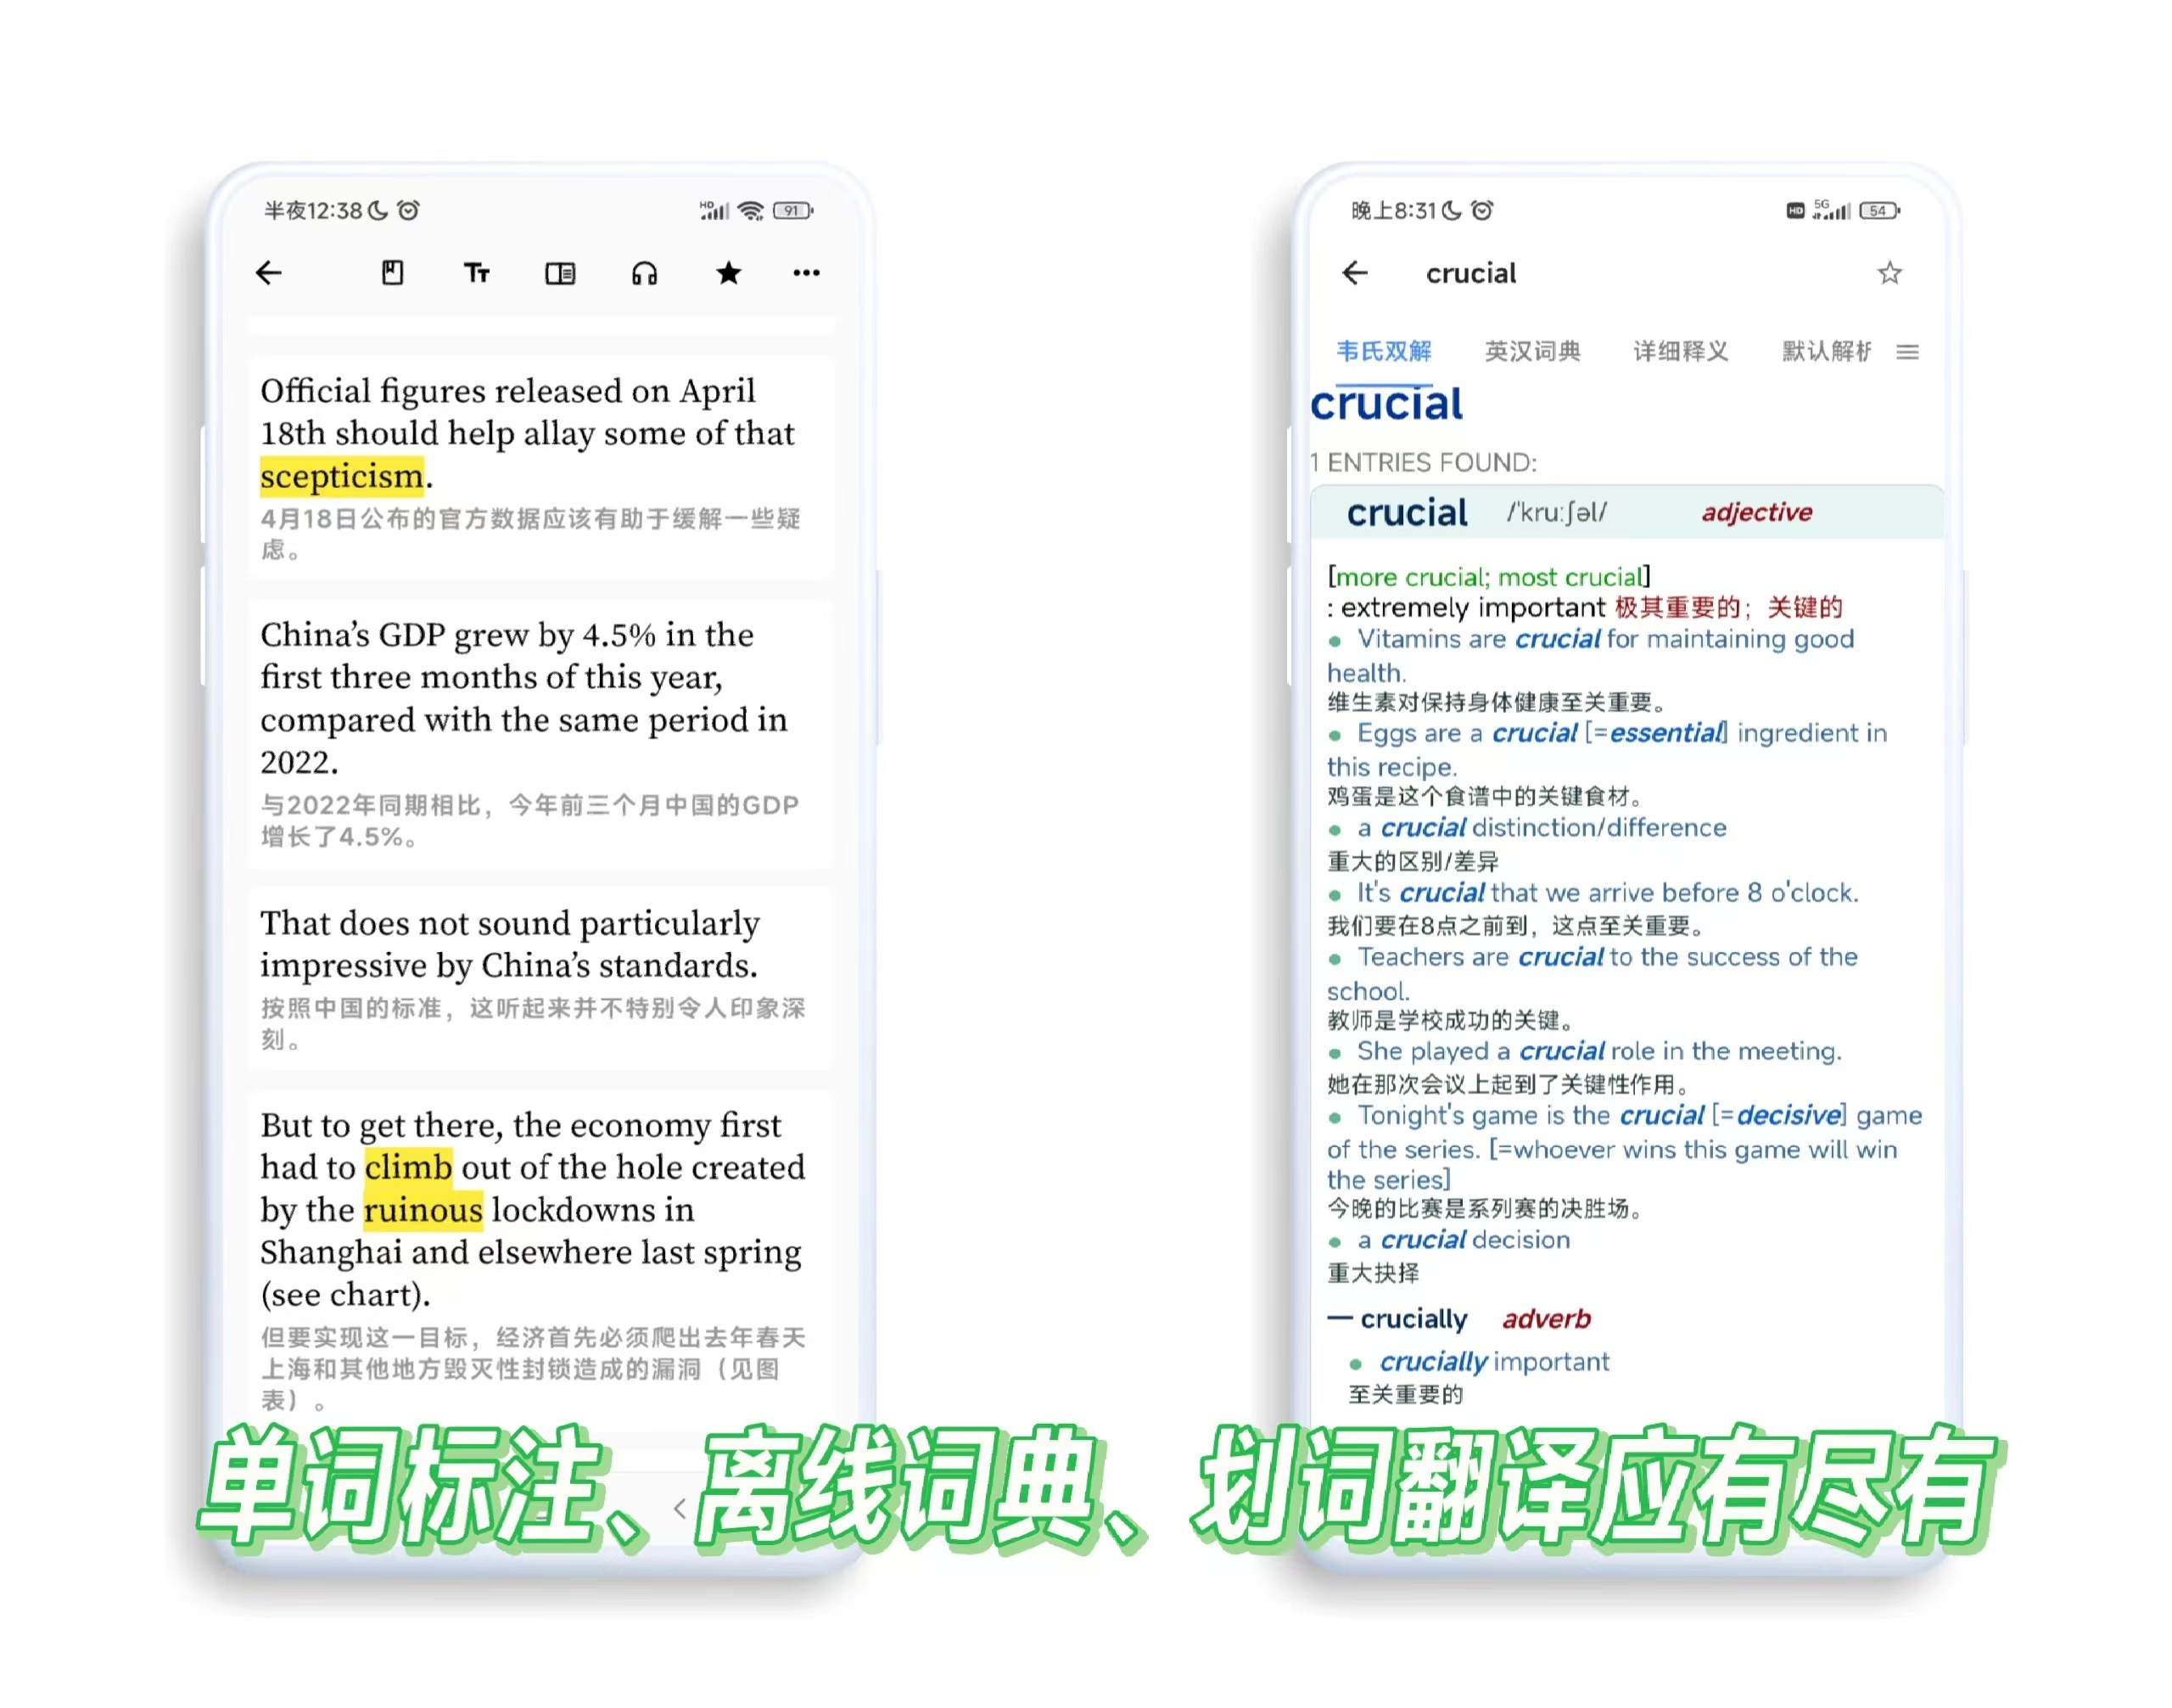 半夜12:38
HD 91
Official figures released on April
18th should help allay some of that
scepticism.
4月18日公布的官方数据应该有助于缓解一些疑
虑。
China’s GDP grew by 4.5% in the
first three months of this year,
compared with the same period in
2022.
与2022年同期相比，今年前三个月中国的GDP
增长了4.5%。
That does not sound particularly
impressive by China’s standards.
按照中国的标准，这听起来并不特别令人印象深
刻。
But to get there, the economy first
had to climb out of the hole created
by the ruinous lockdowns in
Shanghai and elsewhere last spring
(see chart).
但要实现这一目标，经济首先必须爬出去年春天
上海和其他地方毁灭性封锁造成的漏洞（见图
表）。
晚上8:31
HD 5G 54
crucial
韦氏双解 英汉词典 详细释义 默认解析
crucial
1 ENTRIES FOUND:
crucial /ˈkruːʃəl/ adjective
[more crucial; most crucial]
: extremely important 极其重要的；关键的
• Vitamins are crucial for maintaining good
health.
维生素对保持身体健康至关重要。
• Eggs are a crucial [=essential] ingredient in
this recipe.
鸡蛋是这个食谱中的关键食材。
• a crucial distinction/difference
重大的区别/差异
• It's crucial that we arrive before 8 o'clock.
我们要在8点之前到，这点至关重要。
• Teachers are crucial to the success of the
school.
教师是学校成功的关键。
• She played a crucial role in the meeting.
她在那次会议上起到了关键性作用。
• Tonight's game is the crucial [=decisive] game
of the series. [=whoever wins this game will win
the series]
今晚的比赛是系列赛的决胜场。
• a crucial decision
重大抉择
— crucially adverb
• crucially important
至关重要的
单词标注、离线词典、划词翻译应有尽有